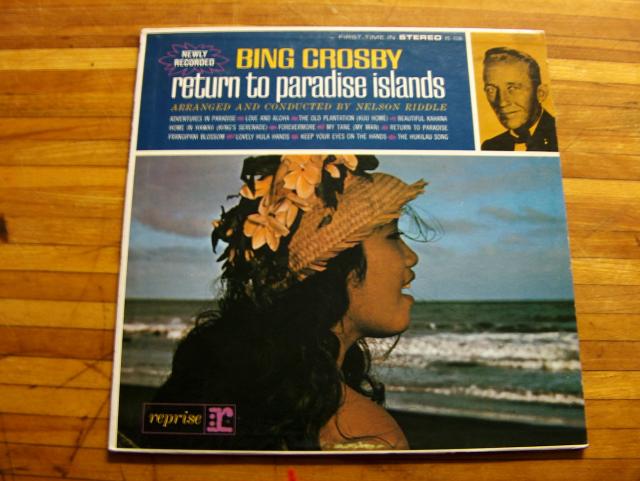 FIRST TIME IN STEREO
NEWLY
RECORDED
BING CROSBY
return to paradise islands
ARRANGED AND CONDUCTED BY NELSON RIDDLE
ADVENTURES IN PARADISE LOVE AND ALOHA THE OLD PLANTATION (KUU HOME) BEAUTIFUL KAHANA
HOME IN HAWAII (KING'S SERENADE) FOREVERMORE MY TANE (MY MAN) RETURN TO PARADISE
FRANGIPANI BLOSSOM LOVELY HULA HANDS KEEP YOUR EYES ON THE HANDS THE HUKILAU SONG
reprise r